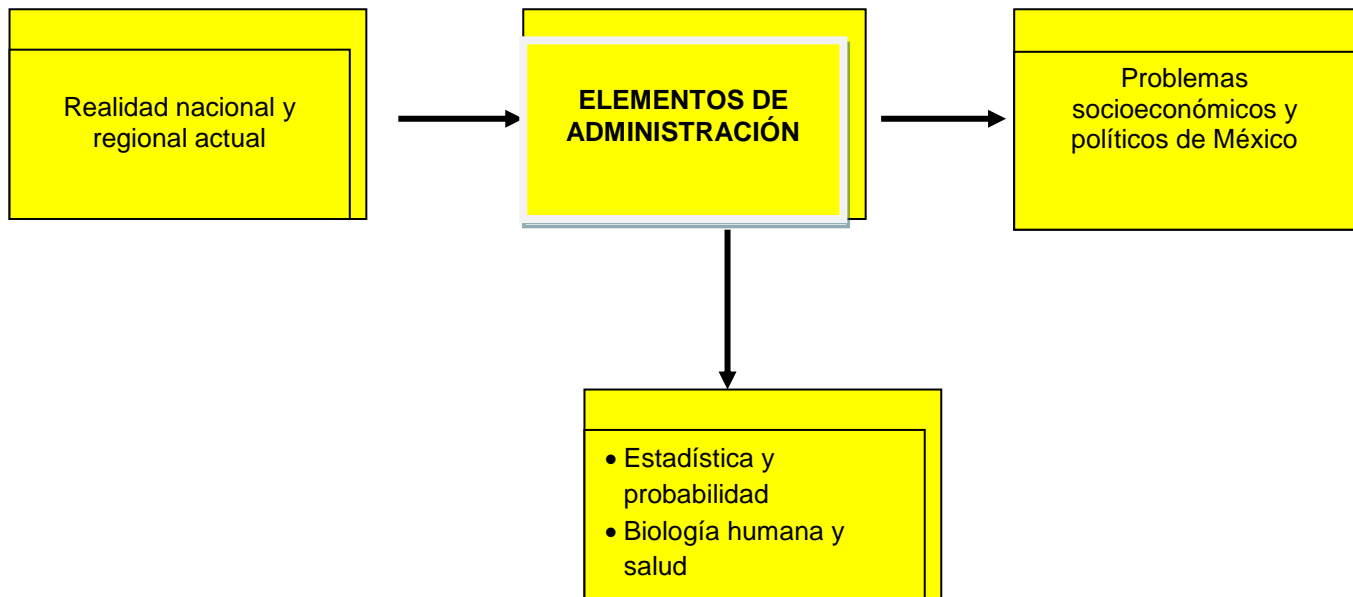 Realidad nacional y
regional actual
ELEMENTOS DE
ADMINISTRACIÓN
Problemas
socioeconómicos y
políticos de México
• Estadística y
probabilidad
• Biología humana y
salud